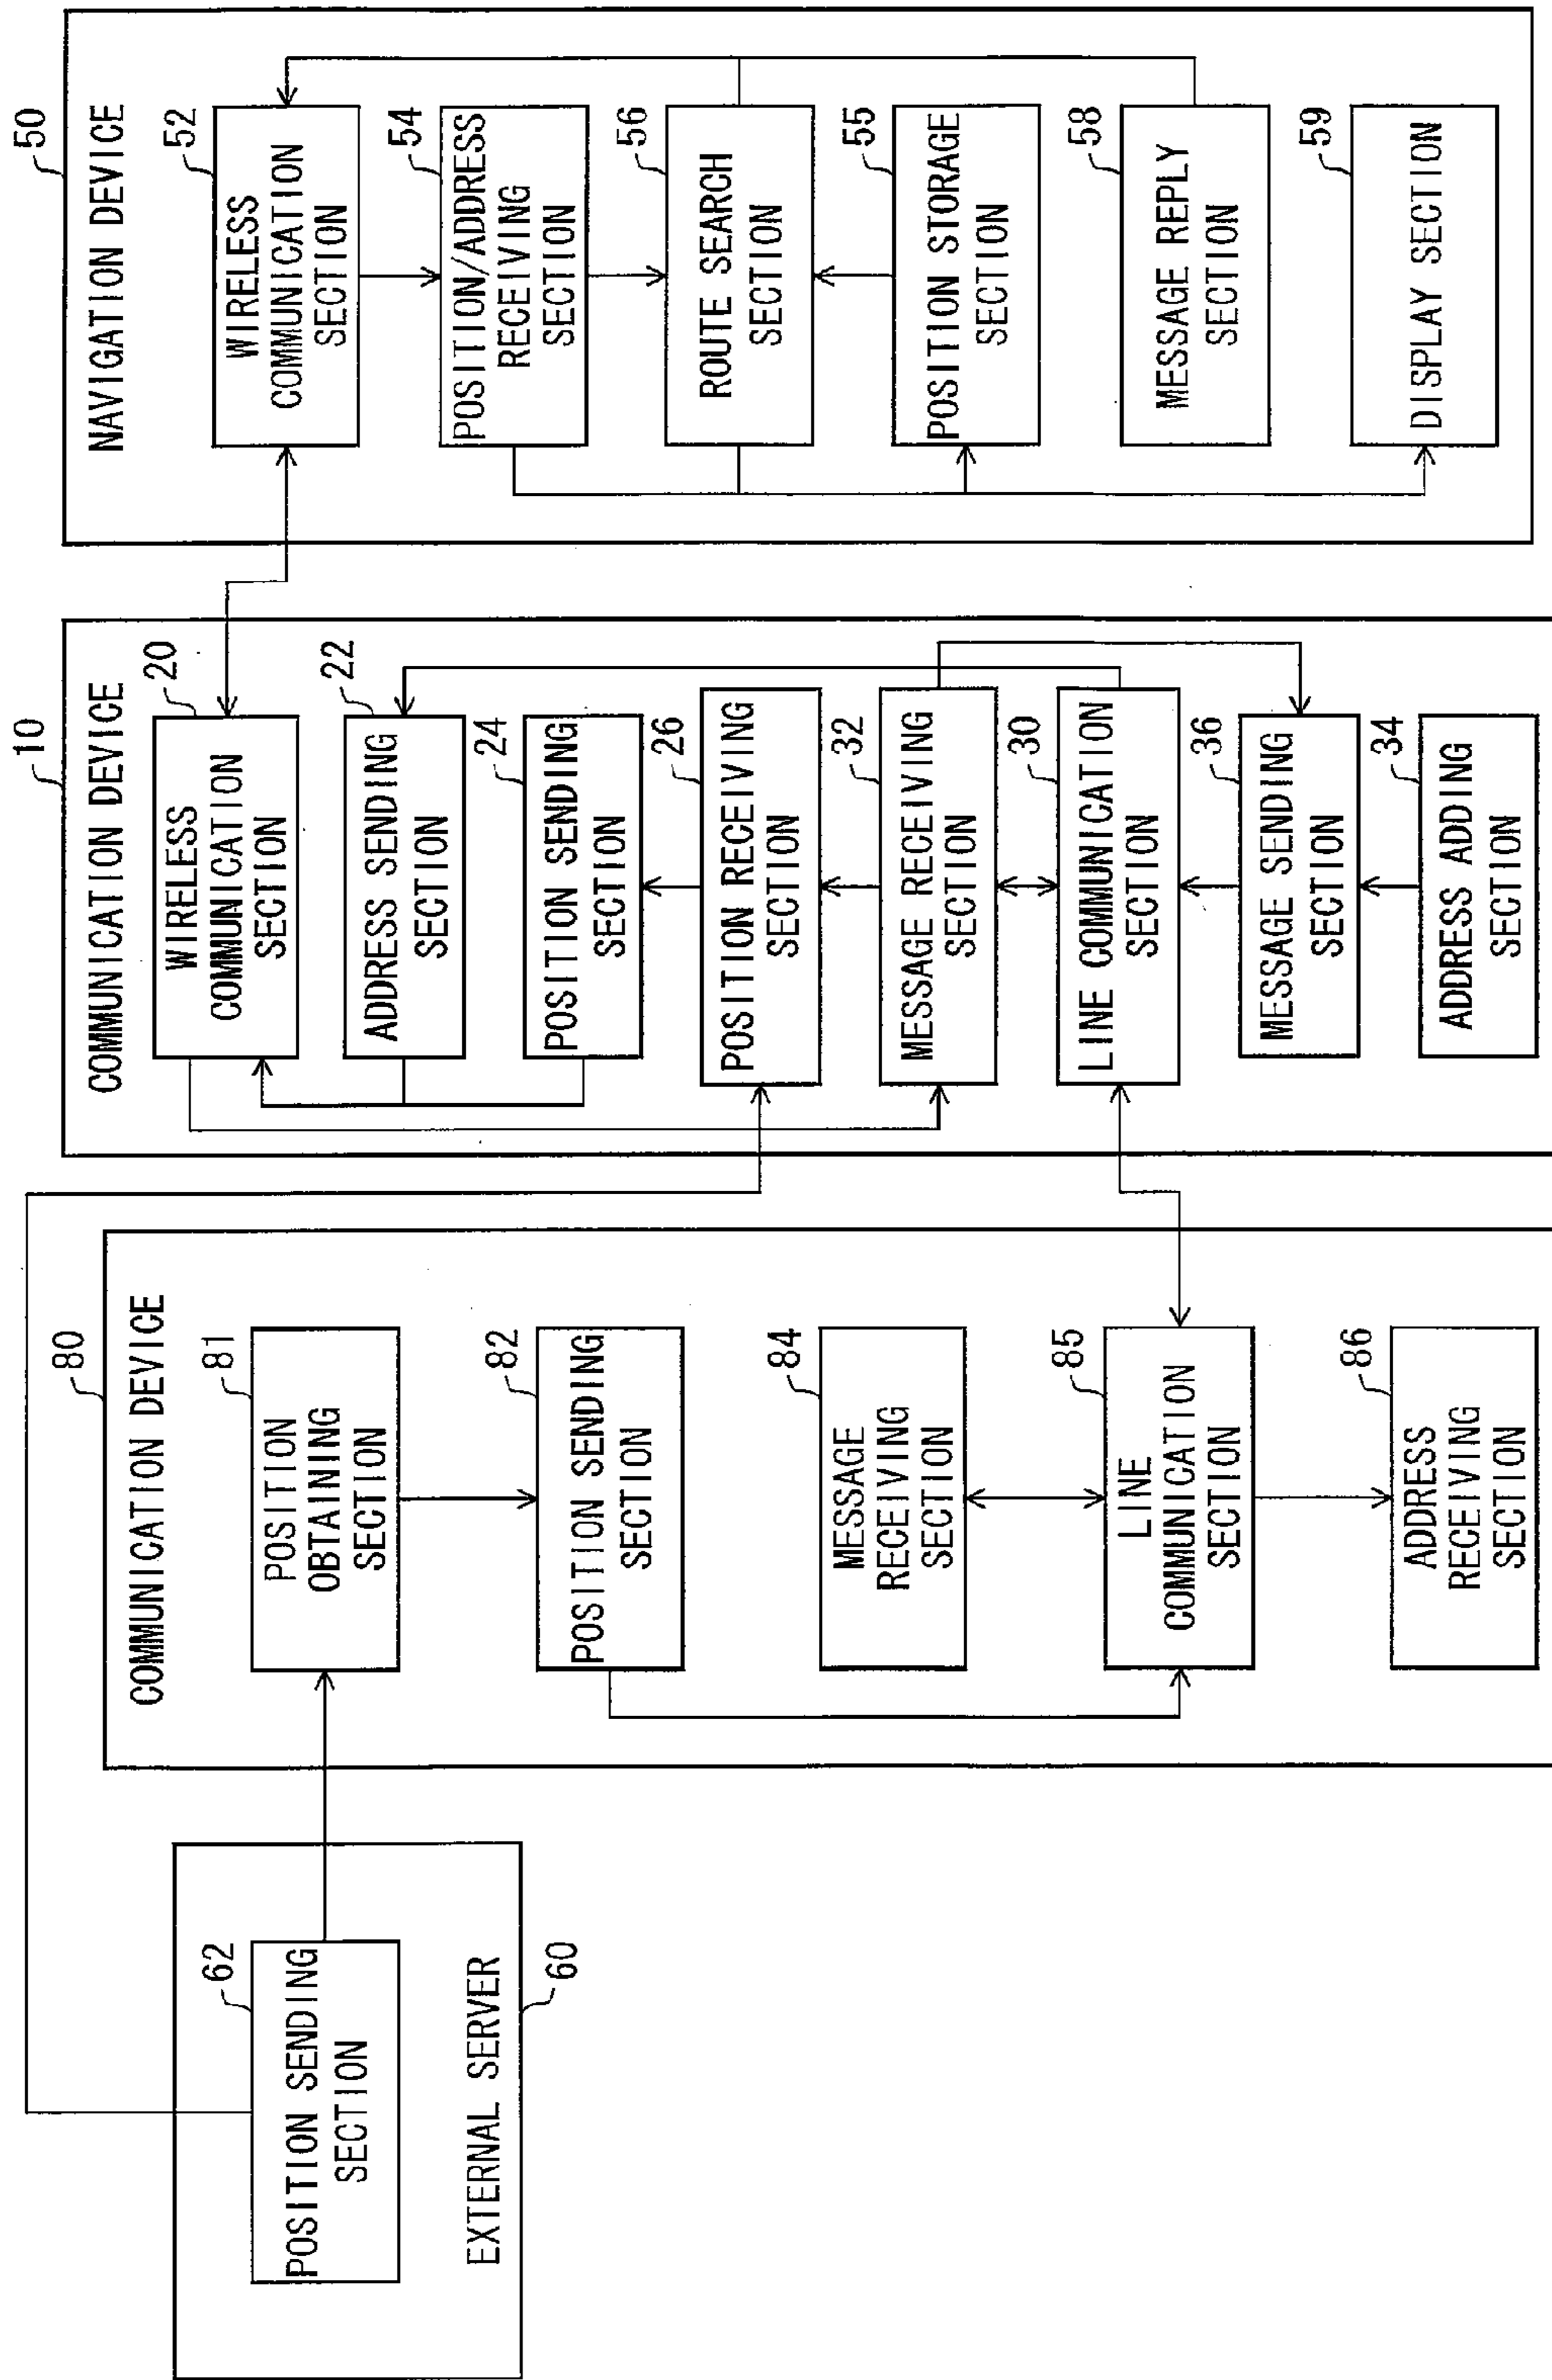 POSITION SENDING
SECTION
62
EXTERNAL SERVER
60
COMMUNICATION DEVICE
80
POSITION
OBTAINING
SECTION
81
POSITION SENDING
SECTION
82
MESSAGE
RECEIVING
SECTION
84
LINE
COMMUNICATION
SECTION
85
ADDRESS
RECEIVING
SECTION
86
COMMUNICATION DEVICE
10
WIRELESS
COMMUNICATION
SECTION
20
ADDRESS SENDING
SECTION
22
POSITION SENDING
SECTION
24
POSITION RECEIVING
SECTION
26
MESSAGE RECEIVING
SECTION
32
LINE COMMUNICATION
SECTION
30
MESSAGE SENDING
SECTION
36
ADDRESS ADDING
SECTION
34
NAVIGATION DEVICE
50
WIRELESS
COMMUNICATION
SECTION
52
POSITION/ADDRESS
RECEIVING
SECTION
54
ROUTE SEARCH
SECTION
56
POSITION STORAGE
SECTION
55
MESSAGE REPLY
SECTION
58
DISPLAY SECTION
59